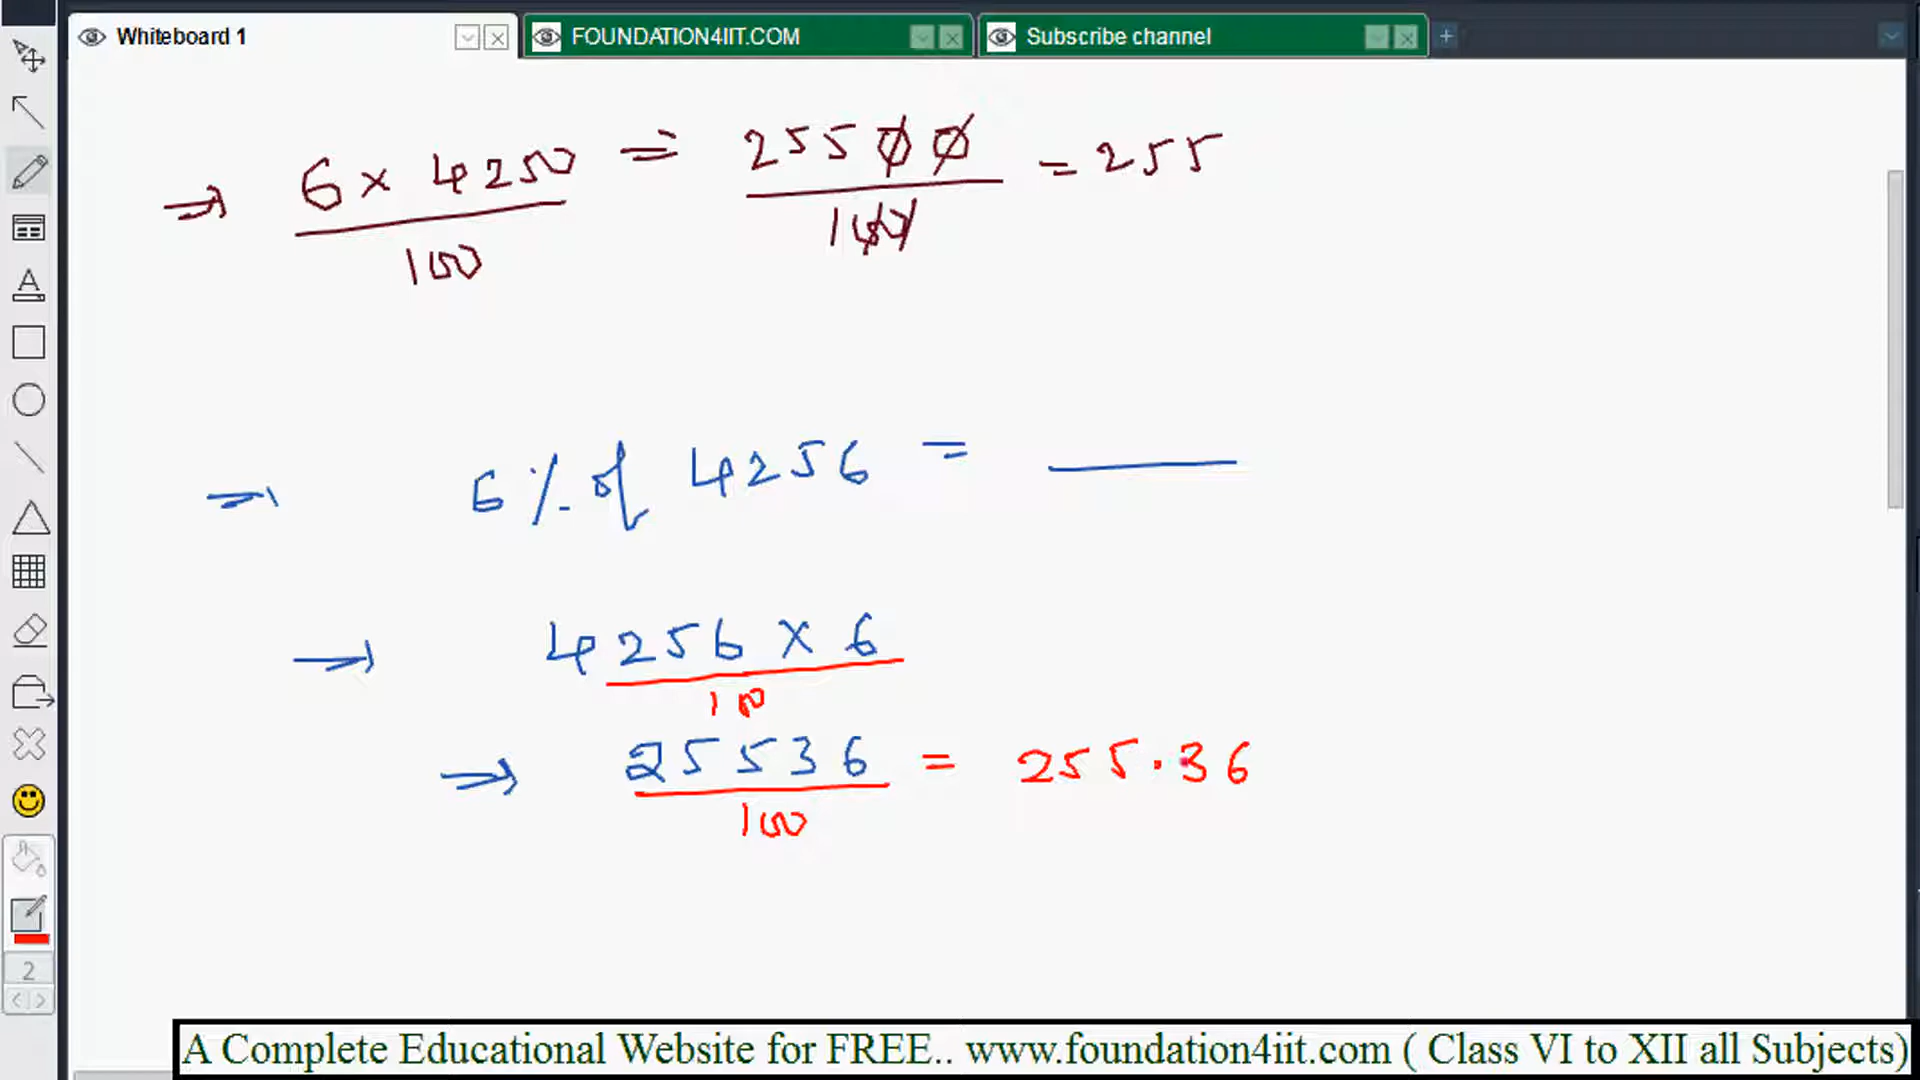 Whiteboard 1 FOUNDATION4IIT.COM Subscribe channel +
⇒ 6 × 4250 / 100 = 25500 / 100 = 255
⇒ 6% of 4256 = ______
→ 4256 × 6 / 100
⇒ 25536 / 100 = 255.36
2
A Complete Educational Website for FREE.. www.foundation4iit.com ( Class VI to XII all Subjects)